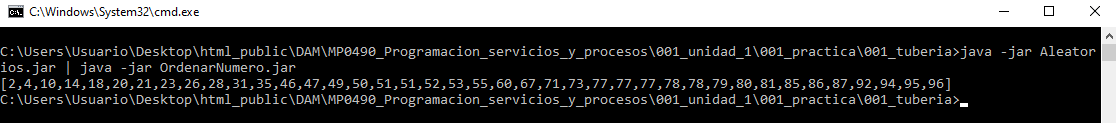 C:\Windows\System32\cmd.exe
C:\Users\Usuario\Desktop\html_public\DAM\MP0490_Programacion_servicios_y_procesos\001_unidad_1\001_practica\001_tuberia>java -jar Aleator
ios.jar | java -jar OrdenarNumero.jar
[2,4,10,14,18,20,21,23,26,28,31,35,46,47,49,50,51,51,52,53,55,60,67,71,73,77,77,77,78,78,79,80,81,85,86,87,92,94,95,96]
C:\Users\Usuario\Desktop\html_public\DAM\MP0490_Programacion_servicios_y_procesos\001_unidad_1\001_practica\001_tuberia>